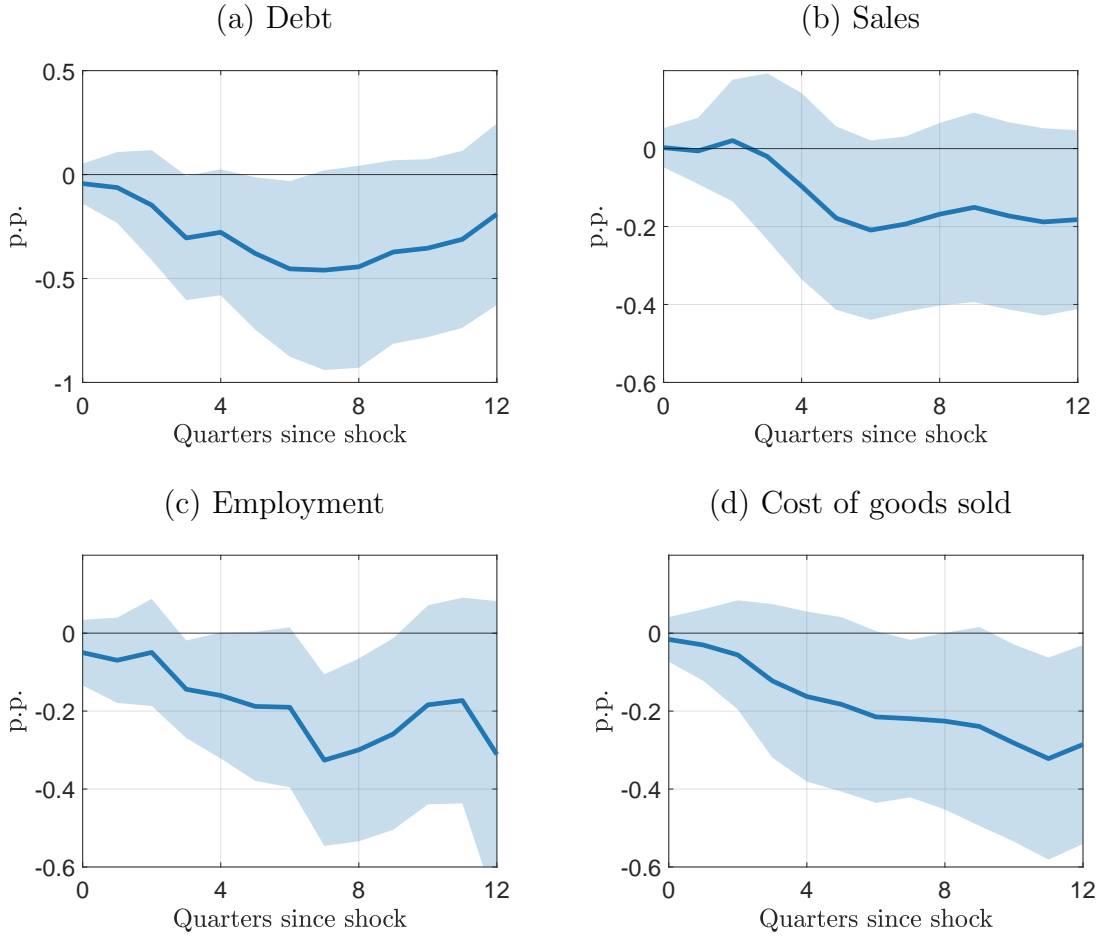 (a) Debt
0.5
0
-0.5
-1
p.p.
0 4 8 12
Quarters since shock
(b) Sales
0
-0.2
-0.4
-0.6
p.p.
0 4 8 12
Quarters since shock
(c) Employment
0
-0.2
-0.4
-0.6
p.p.
0 4 8 12
Quarters since shock
(d) Cost of goods sold
0
-0.2
-0.4
-0.6
p.p.
0 4 8 12
Quarters since shock